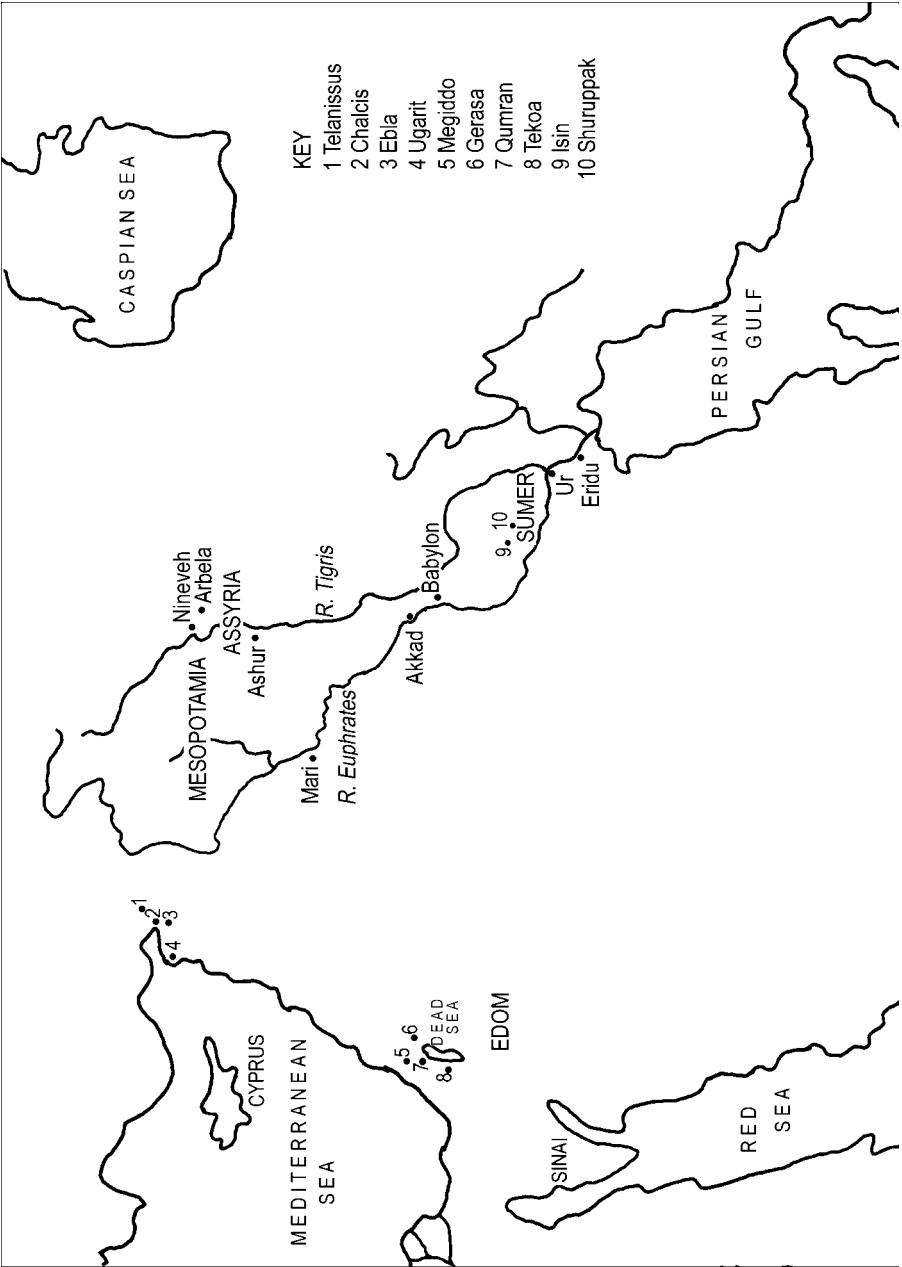 CASPIAN SEA
KEY
1 Telanissus
2 Chalcis
3 Ebla
4 Ugarit
5 Megiddo
6 Gerasa
7 Qumran
8 Tekoa
9 Isin
10 Shuruppak
Nineveh
Arbela
ASSYRIA
Ashur
MESOPOTAMIA
R. Tigris
Mari
R. Euphrates
Akkad
Babylon
9
10
SUMER
Ur
Eridu
PERSIAN
GULF
1
2
3
4
CYPRUS
MEDITERRANEAN
SEA
5
6
7
8
DEAD
SEA
EDOM
SINAI
RED
SEA